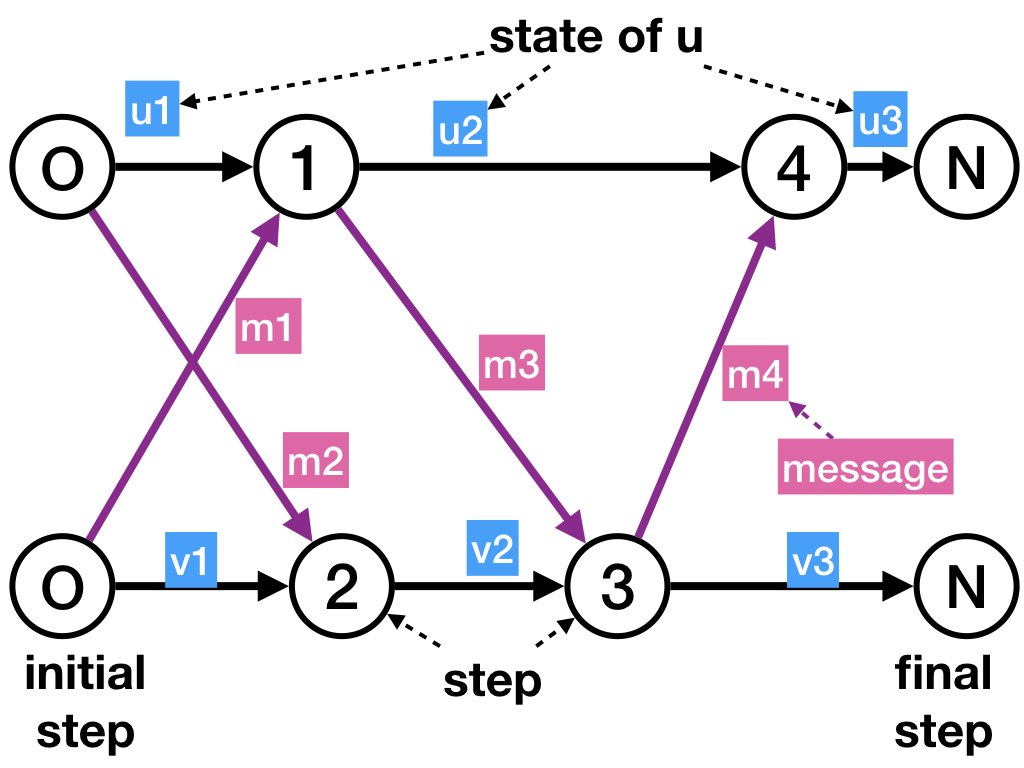 state of u
u1
u2
u3
O
1
4
N
m1
m3
m4
m2
message
v1
v2
v3
O
2
3
N
initial
step
step
final
step